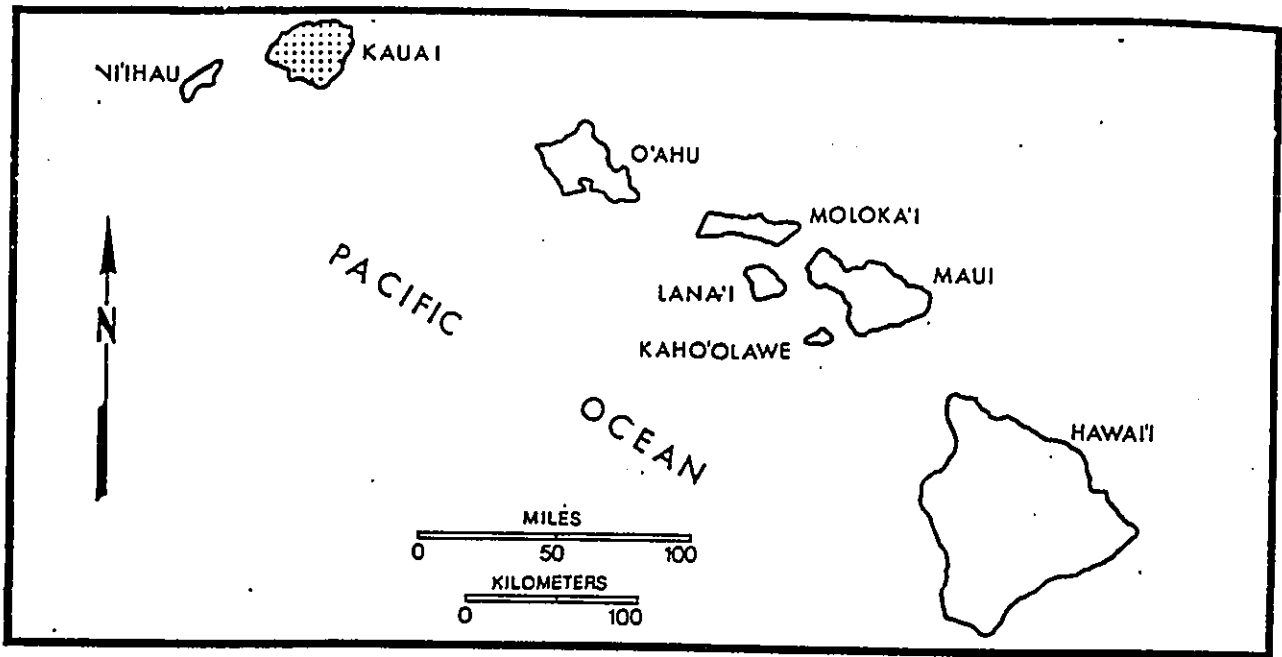 KAUAI
NI'IHAU
O'AHU
MOLOKA'I
MAUI
LANA'I
KAHO'OLAWE
PACIFIC
OCEAN
HAWAI'I
N
MILES
0 50 100
KILOMETERS
0 100